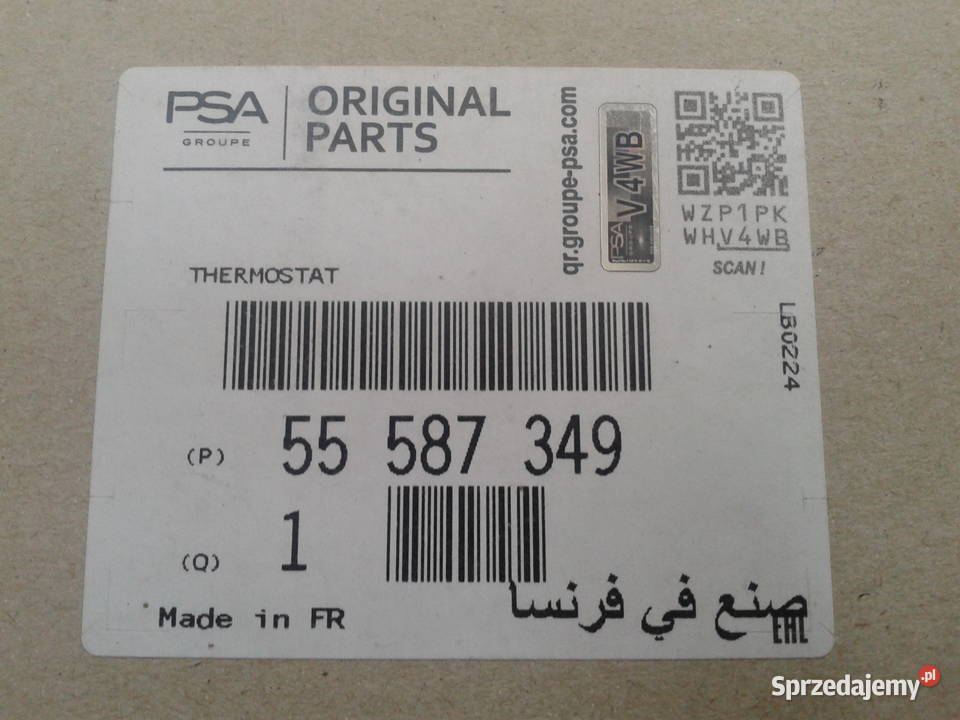 PSA
GROUPE
ORIGINAL
PARTS
qr.groupe-psa.com
V4WB
PSA
WZP1PK
WHV4WB
SCAN!
THERMOSTAT
LB0224
(P) 55 587 349
(Q) 1
Made in FR
صنع في فرنسا
EAC
Sprzedajemy.pl